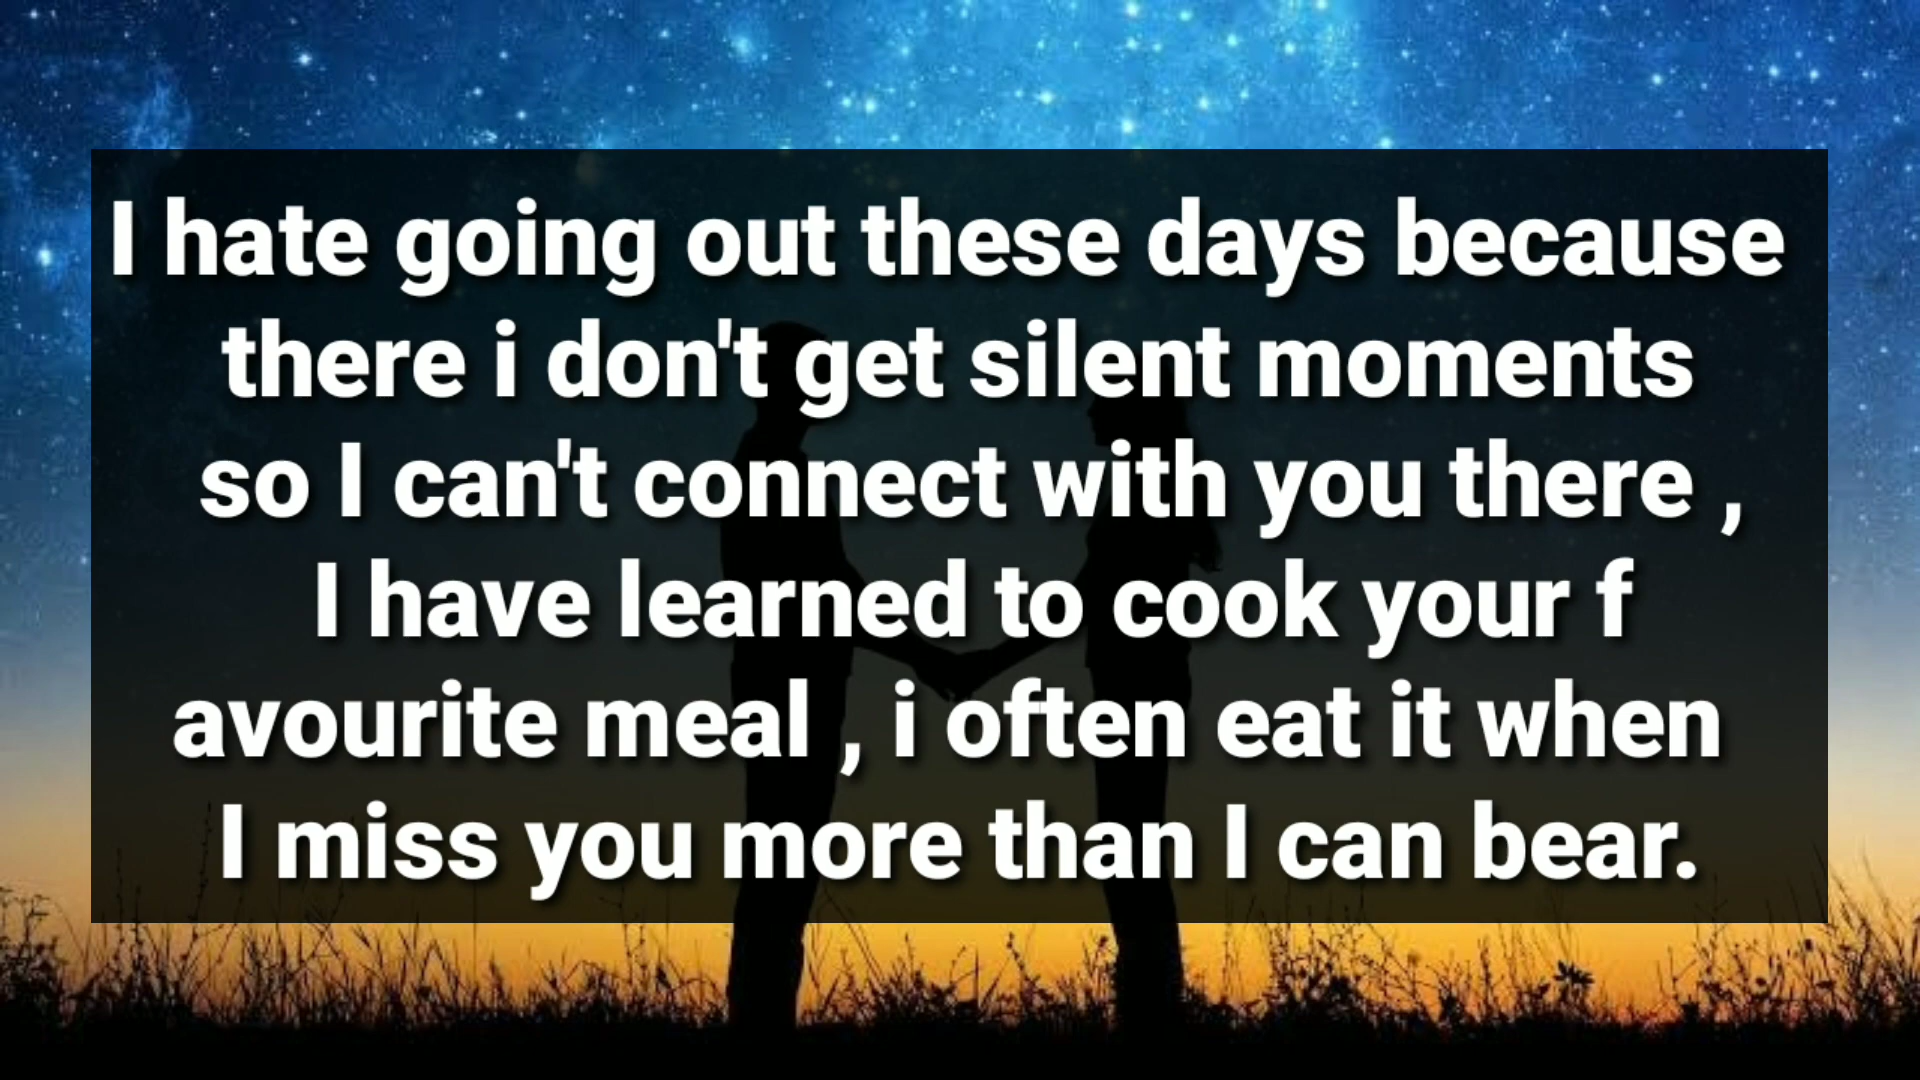 I hate going out these days because
there i don't get silent moments
so I can't connect with you there ,
I have learned to cook your f
avourite meal , i often eat it when
I miss you more than I can bear.